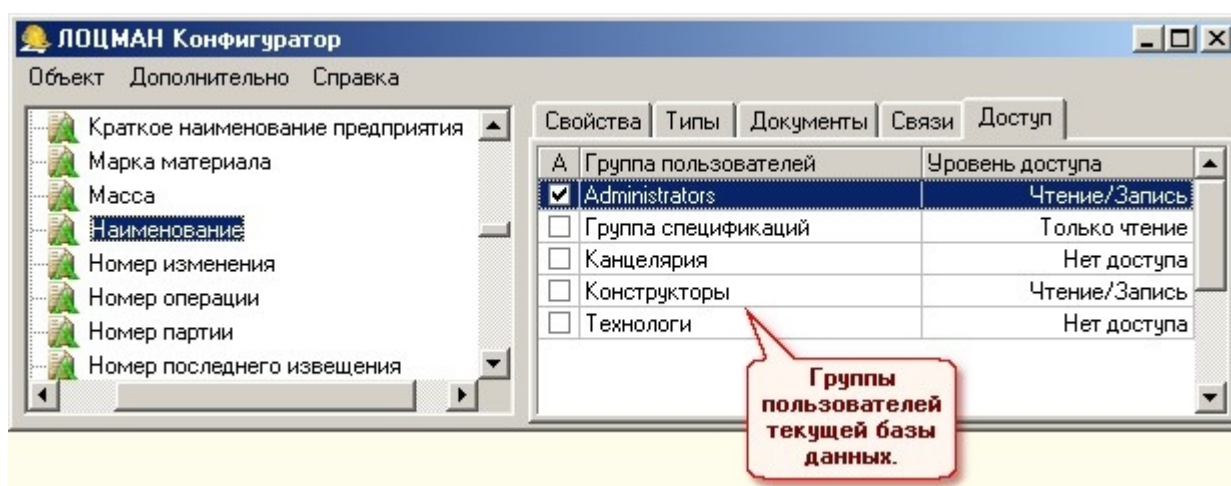 ЛОЦМАН Конфигуратор
Объект Дополнительно Справка
Краткое наименование предприятия
Марка материала
Масса
Наименование
Номер изменения
Номер операции
Номер партии
Номер последнего извещения
Свойства Типы Документы Связи Доступ
А Группа пользователей Уровень доступа
Administrators Чтение/Запись
Группа спецификаций Только чтение
Канцелярия Нет доступа
Конструкторы Чтение/Запись
Технологи Нет доступа
Группы
пользователей
текущей базы
данных.